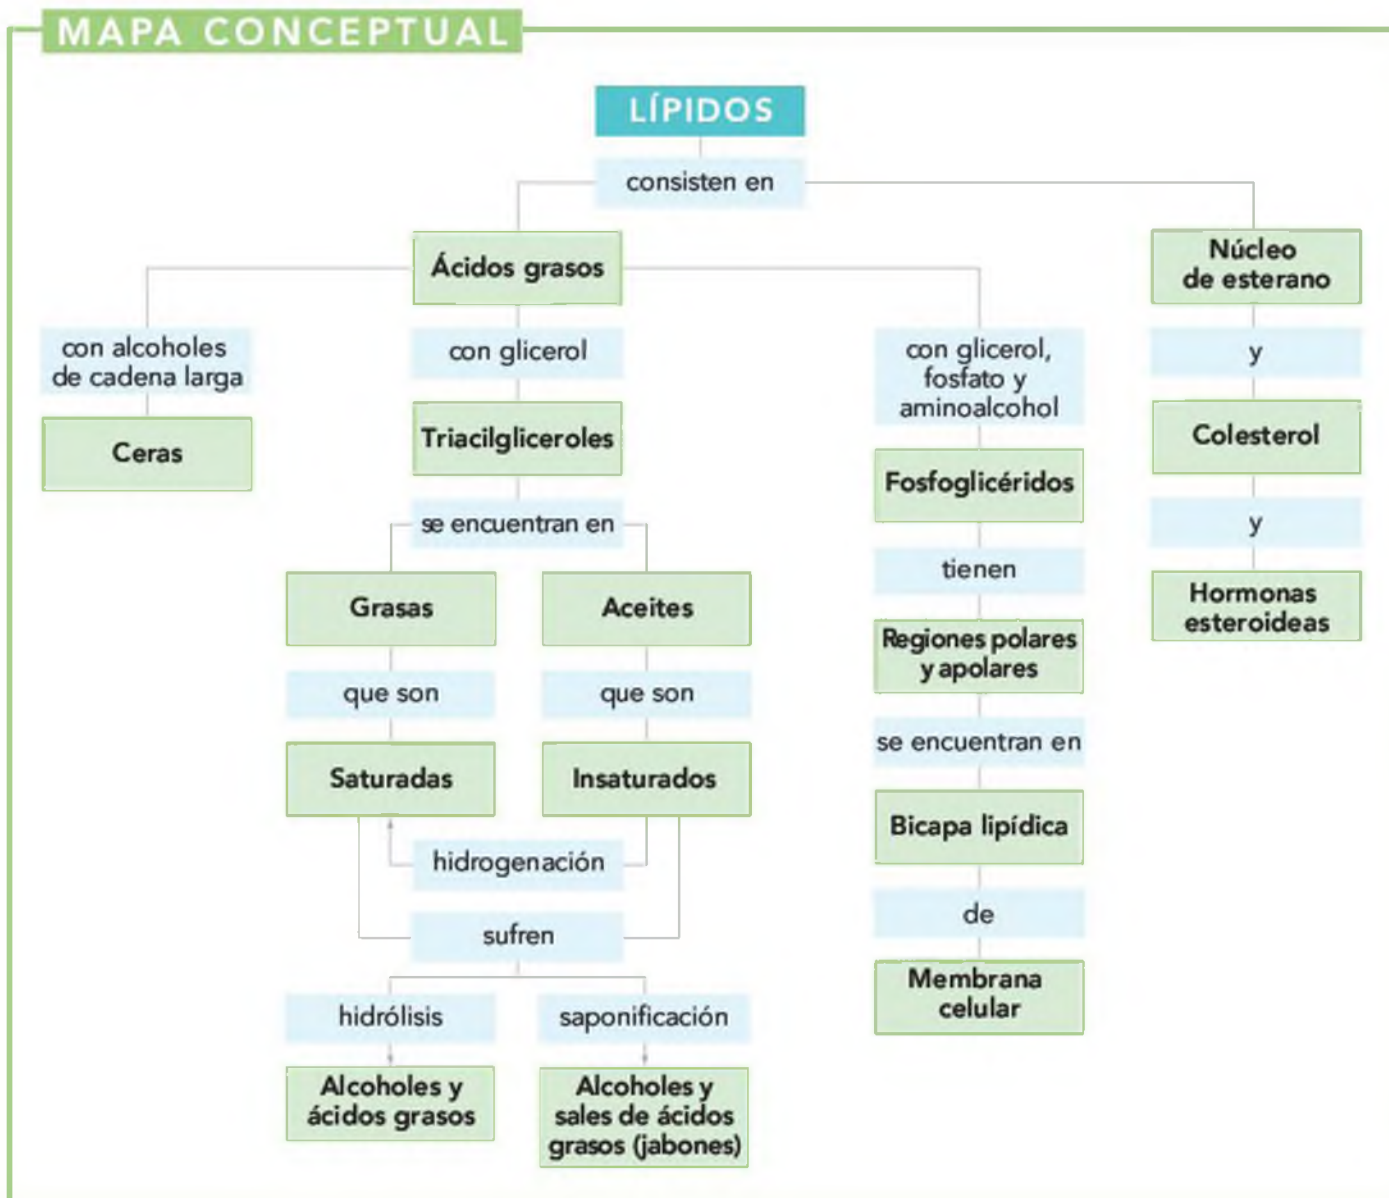 MAPA CONCEPTUAL
LÍPIDOS
consisten en
Ácidos grasos
Núcleo
de esterano
con alcoholes
de cadena larga
con glicerol
con glicerol,
fosfato y
aminoalcohol
y
Ceras
Triacilgliceroles
Fosfoglicéridos
Colesterol
se encuentran en
tienen
y
Grasas
Aceites
Regiones polares
y apolares
Hormonas
esteroideas
que son
que son
se encuentran en
Saturadas
Insaturados
Bicapa lipídica
hidrogenación
de
sufren
Membrana
celular
hidrólisis
saponificación
Alcoholes y
ácidos grasos
Alcoholes y
sales de ácidos
grasos (jabones)